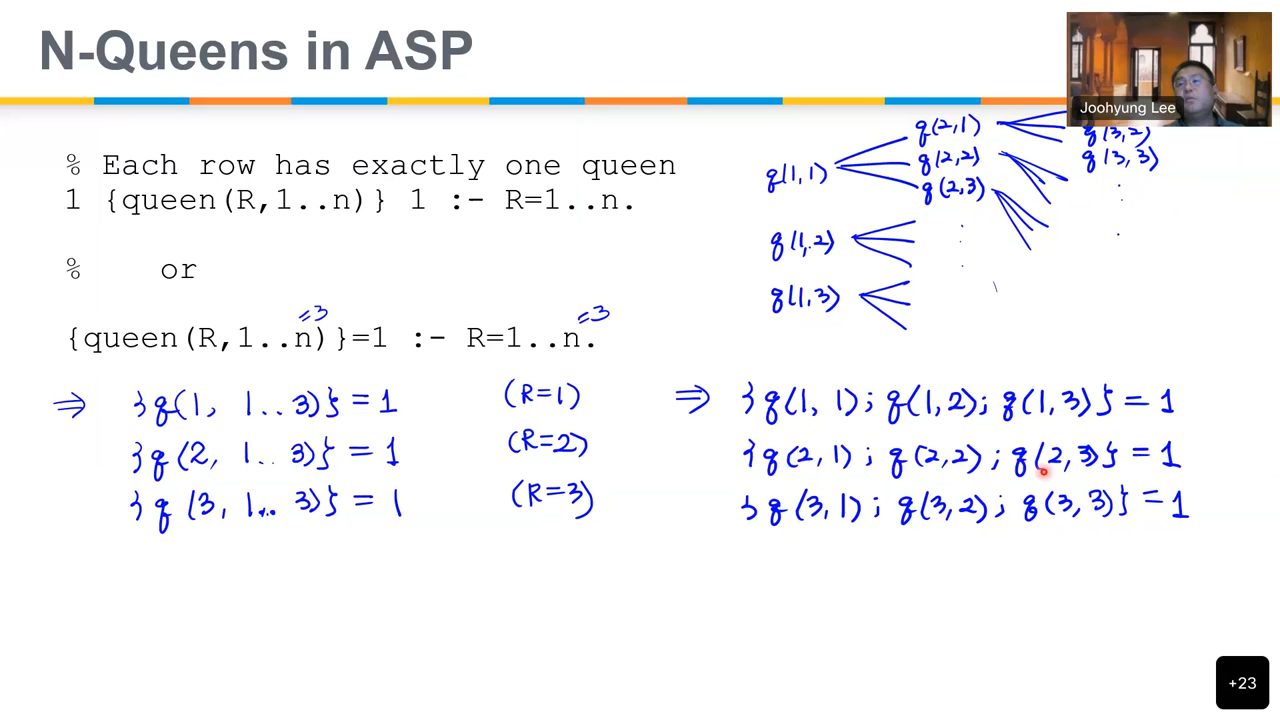 N-Queens in ASP
Joohyung Lee
% Each row has exactly one queen
1 {queen(R,1..n)} 1 :- R=1..n.
% or
=3 =3
{queen(R,1..n)}=1 :- R=1..n.
q(1,1) q(2,1) q(3,2)
q(2,2) q(3,3)
q(2,3)
q(1,2)
q(1,3)
⇒ {q(1, 1..3)} = 1 (R=1) ⇒ {q(1,1); q(1,2); q(1,3)} = 1
{q(2, 1..3)} = 1 (R=2) {q(2,1); q(2,2); q(2,3)} = 1
{q(3, 1..3)} = 1 (R=3) {q(3,1); q(3,2); q(3,3)} = 1
+23